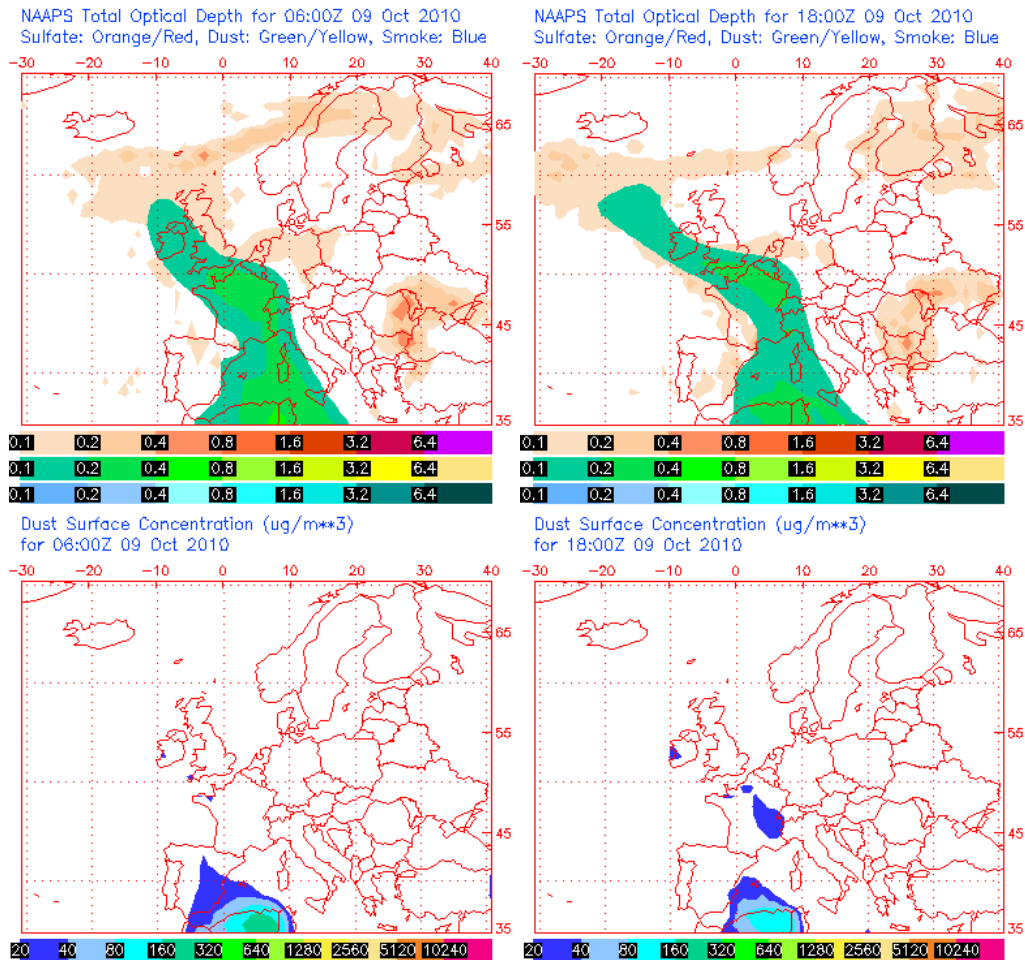 NAAPS Total Optical Depth for 06:00Z 09 Oct 2010
Sulfate: Orange/Red, Dust: Green/Yellow, Smoke: Blue
-30 -20 -10 0 10 20 30 40
65
55
45
35
0.1 0.2 0.4 0.8 1.6 3.2 6.4
0.1 0.2 0.4 0.8 1.6 3.2 6.4
0.1 0.2 0.4 0.8 1.6 3.2 6.4
NAAPS Total Optical Depth for 18:00Z 09 Oct 2010
Sulfate: Orange/Red, Dust: Green/Yellow, Smoke: Blue
-30 -20 -10 0 10 20 30 40
65
55
45
35
0.1 0.2 0.4 0.8 1.6 3.2 6.4
0.1 0.2 0.4 0.8 1.6 3.2 6.4
0.1 0.2 0.4 0.8 1.6 3.2 6.4
Dust Surface Concentration (ug/m**3)
for 06:00Z 09 Oct 2010
-30 -20 -10 0 10 20 30 40
65
55
45
35
20 40 80 160 320 640 1280 2560 5120 10240
Dust Surface Concentration (ug/m**3)
for 18:00Z 09 Oct 2010
-30 -20 -10 0 10 20 30 40
65
55
45
35
20 40 80 160 320 640 1280 2560 5120 10240